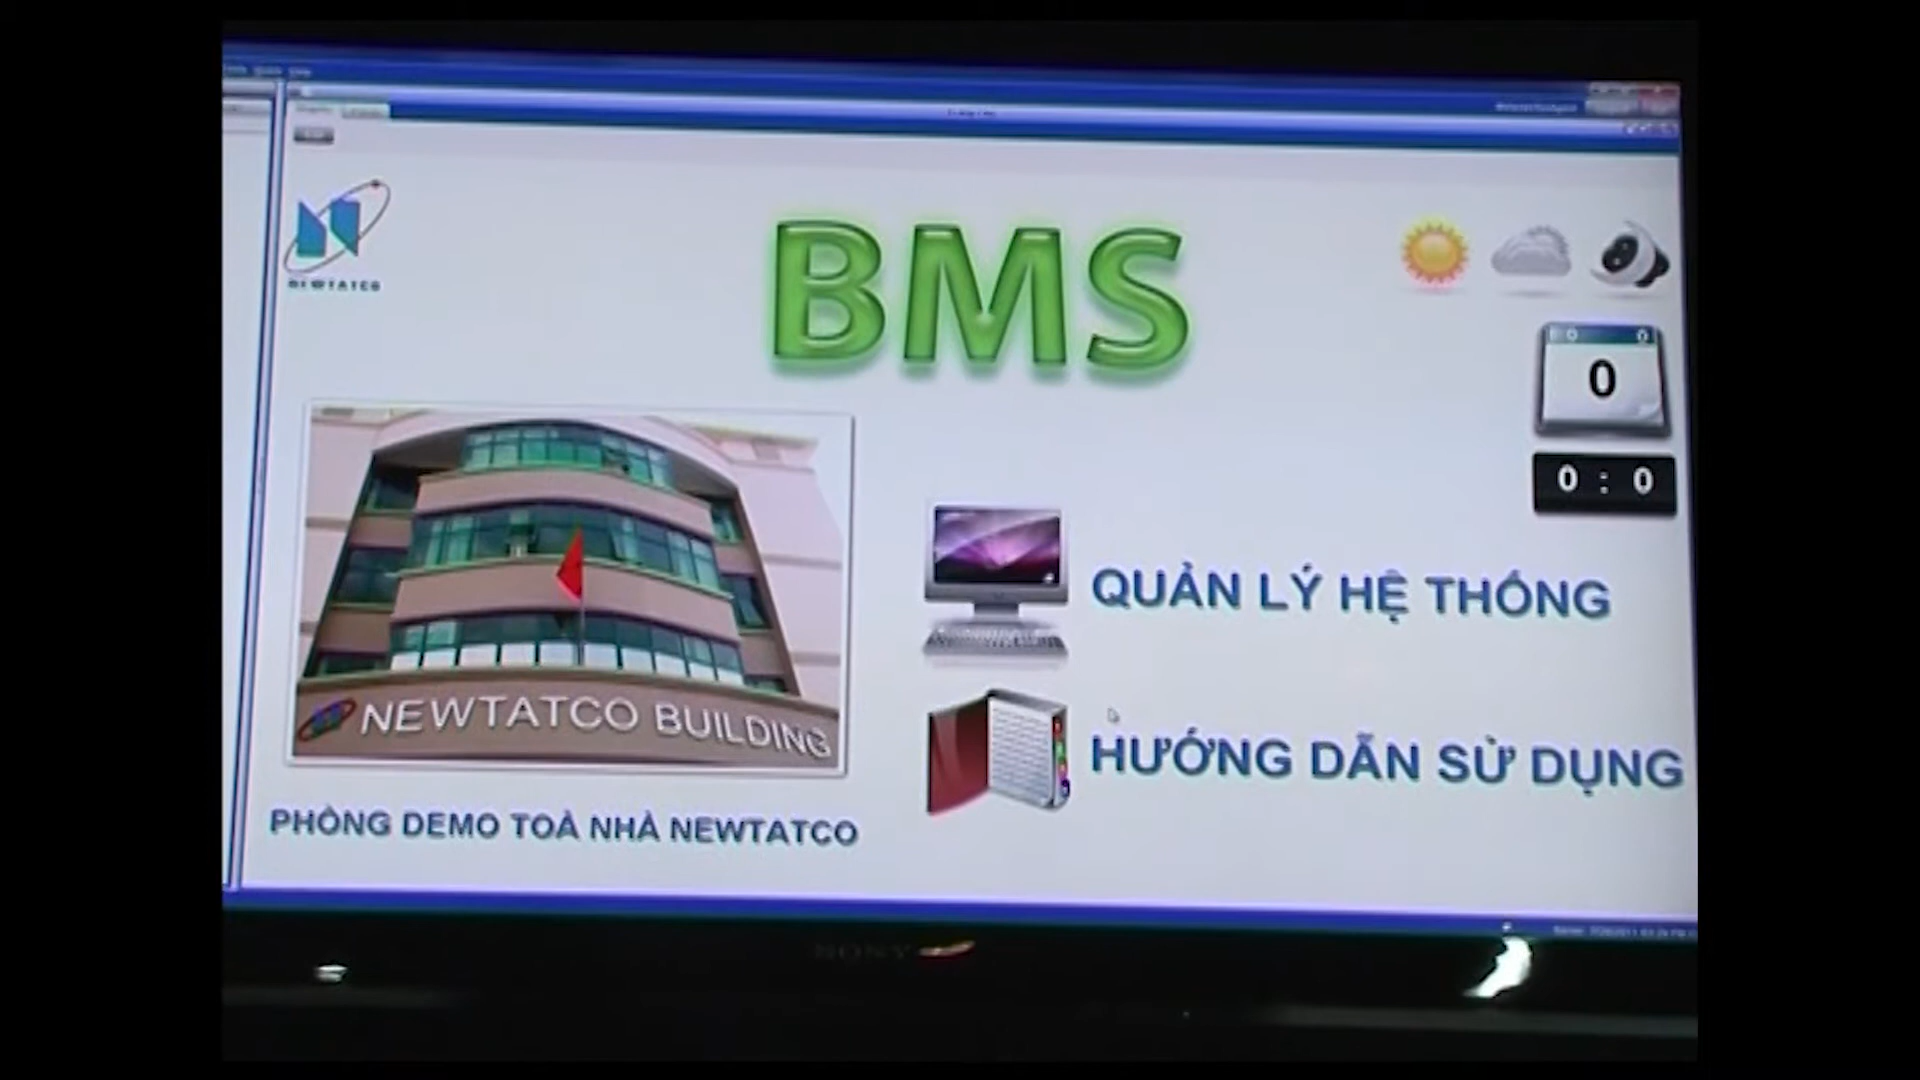 NEWTATCO
BMS
0
0 : 0
NEWTATCO BUILDING
QUẢN LÝ HỆ THỐNG
HƯỚNG DẪN SỬ DỤNG
PHÒNG DEMO TOÀ NHÀ NEWTATCO
SONY